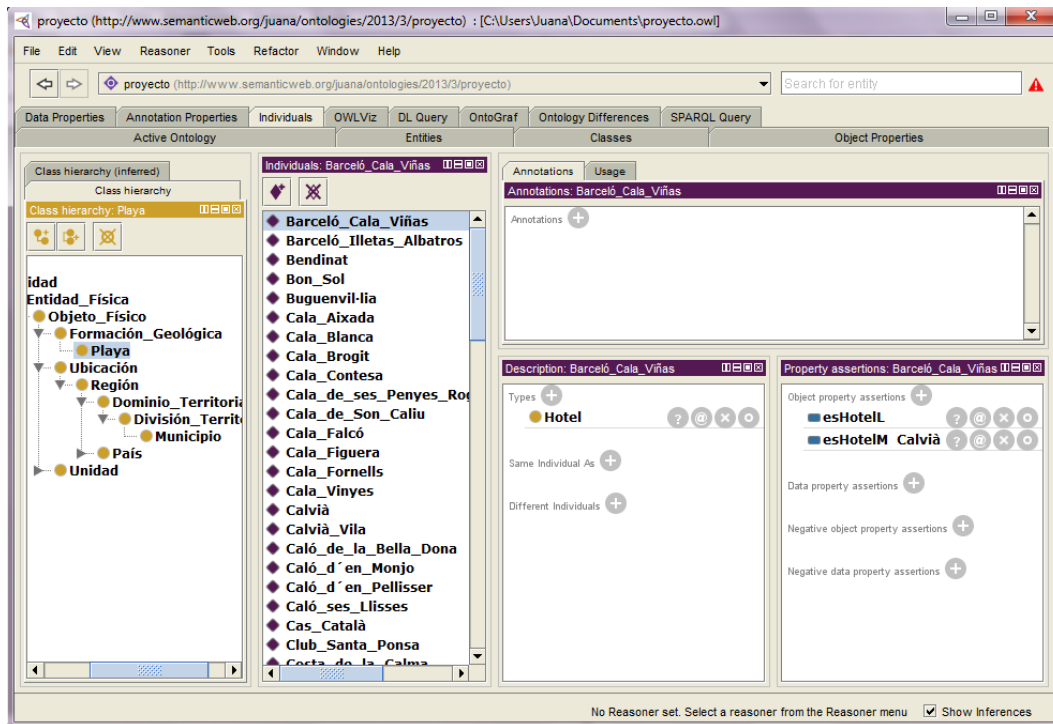 proyecto (http://www.semanticweb.org/juana/ontologies/2013/3/proyecto) : [C:\Users\Juana\Documents\proyecto.owl]
File Edit View Reasoner Tools Refactor Window Help
proyecto (http://www.semanticweb.org/juana/ontologies/2013/3/proyecto)
Search for entity
Data Properties Annotation Properties Individuals OWLViz DL Query OntoGraf Ontology Differences SPARQL Query
Active Ontology Entities Classes Object Properties
Class hierarchy (inferred)
Class hierarchy
Class hierarchy: Playa
idad
Entidad_Física
Objeto_Físico
Formación_Geológica
Playa
Ubicación
Región
Dominio_Territoria
División_Territ
Municipio
País
Unidad
Individuals: Barceló_Cala_Viñas
Barceló_Cala_Viñas
Barceló_Illetas_Albatros
Bendinat
Bon_Sol
Buguenvil·lia
Cala_Aixada
Cala_Blanca
Cala_Brogit
Cala_Contesa
Cala_de_ses_Penyes_Rog
Cala_de_Son_Caliu
Cala_Falcó
Cala_Figuera
Cala_Fornells
Cala_Vinyes
Calvià
Calvià_Vila
Caló_de_la_Bella_Dona
Caló_d´en_Monjo
Caló_d´en_Pellisser
Caló_ses_Llisses
Cas_Català
Club_Santa_Ponsa
Costa_de_la_Calma
Annotations Usage
Annotations: Barceló_Cala_Viñas
Annotations
Description: Barceló_Cala_Viñas
Types
Hotel
Same Individual As
Different Individuals
Property assertions: Barceló_Cala_Viñas
Object property assertions
esHotelL
esHotelM Calvià
Data property assertions
Negative object property assertions
Negative data property assertions
No Reasoner set. Select a reasoner from the Reasoner menu Show Inferences